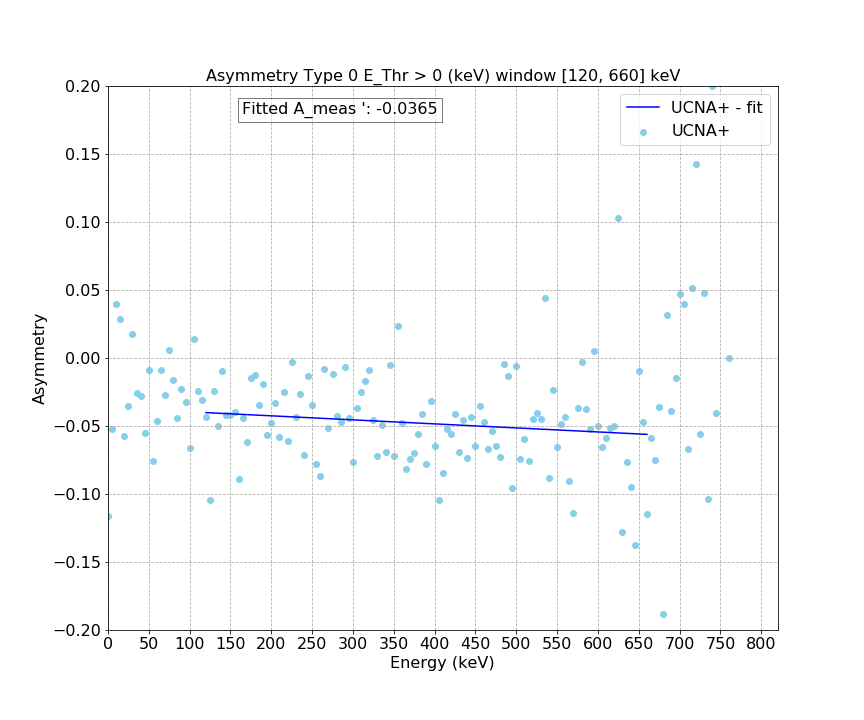 Asymmetry Type 0 E_Thr > 0 (keV) window [120, 660] keV
Fitted A_meas ': -0.0365
UCNA+ - fit
UCNA+
Asymmetry
0.20
0.15
0.10
0.05
0.00
−0.05
−0.10
−0.15
−0.20
0 50 100 150 200 250 300 350 400 450 500 550 600 650 700 750 800
Energy (keV)